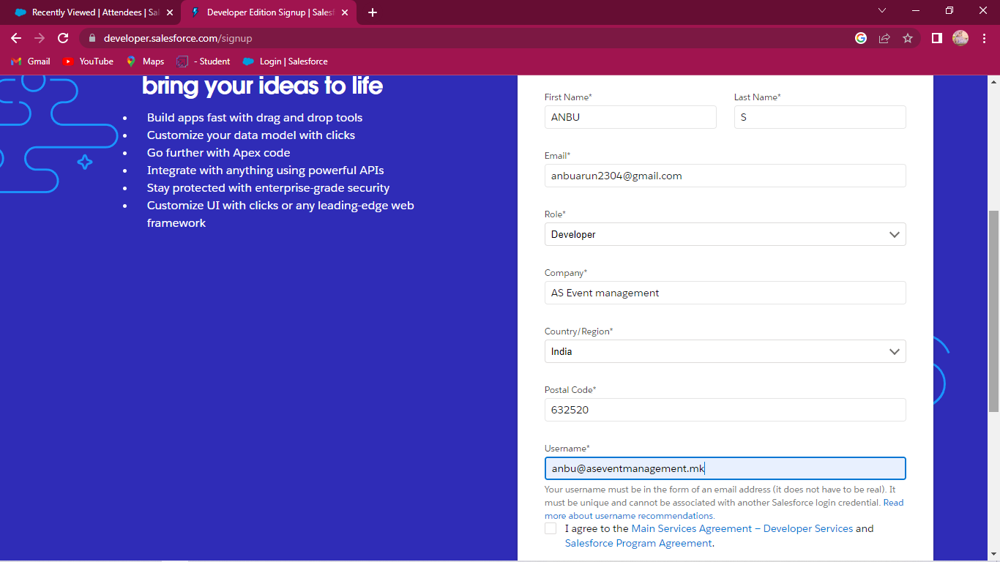 Recently Viewed | Attendees | Sal
Developer Edition Signup | Salesf
developer.salesforce.com/signup
Gmail
YouTube
Maps
- Student
Login | Salesforce
bring your ideas to life
• Build apps fast with drag and drop tools
• Customize your data model with clicks
• Go further with Apex code
• Integrate with anything using powerful APIs
• Stay protected with enterprise-grade security
• Customize UI with clicks or any leading-edge web
framework
First Name*
Last Name*
ANBU
S
Email*
anbuarun2304@gmail.com
Role*
Developer
Company*
AS Event management
Country/Region*
India
Postal Code*
632520
Username*
anbu@aseventmanagement.mk
Your username must be in the form of an email address (it does not have to be real). It
must be unique and cannot be associated with another Salesforce login credential. Read
more about username recommendations.
I agree to the Main Services Agreement – Developer Services and
Salesforce Program Agreement.